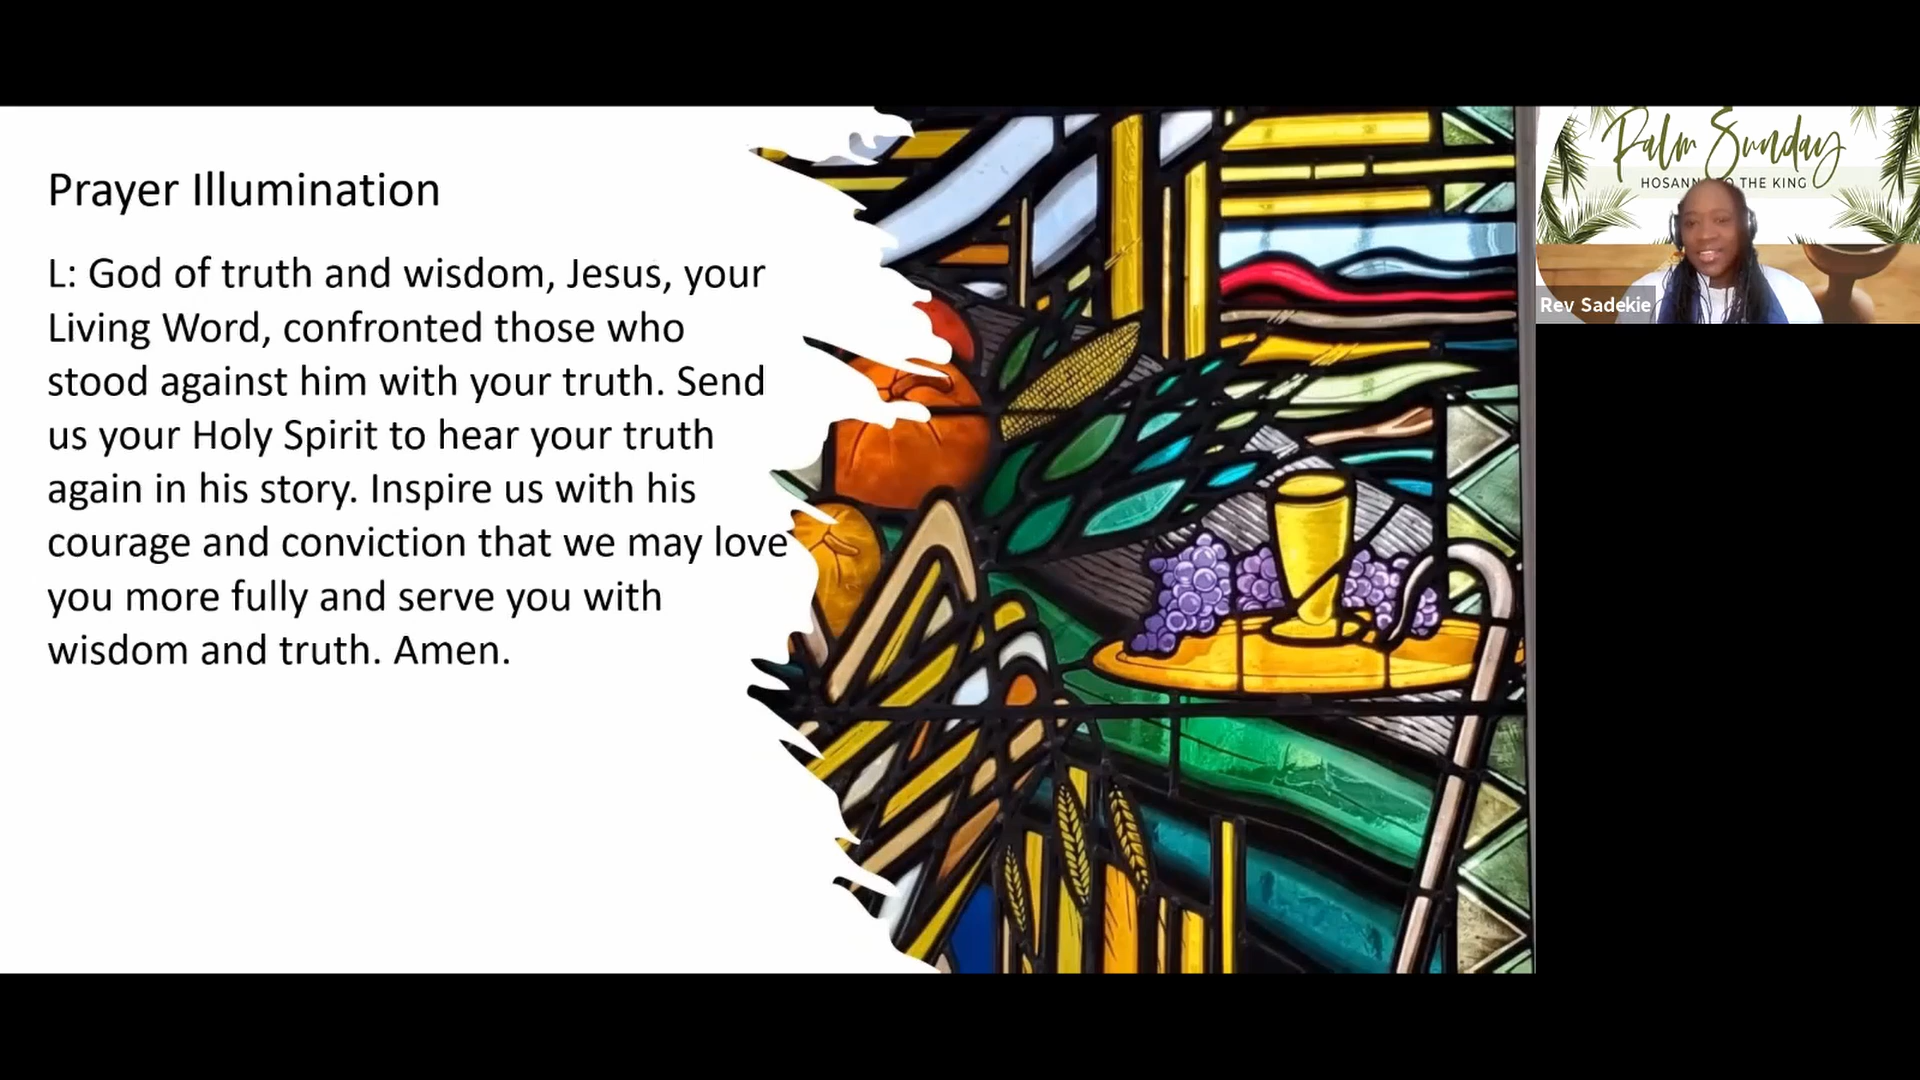 Prayer Illumination
L: God of truth and wisdom, Jesus, your
Living Word, confronted those who
stood against him with your truth. Send
us your Holy Spirit to hear your truth
again in his story. Inspire us with his
courage and conviction that we may love
you more fully and serve you with
wisdom and truth. Amen.
Palm Sunday
HOSANNA TO THE KING
Rev Sadekie